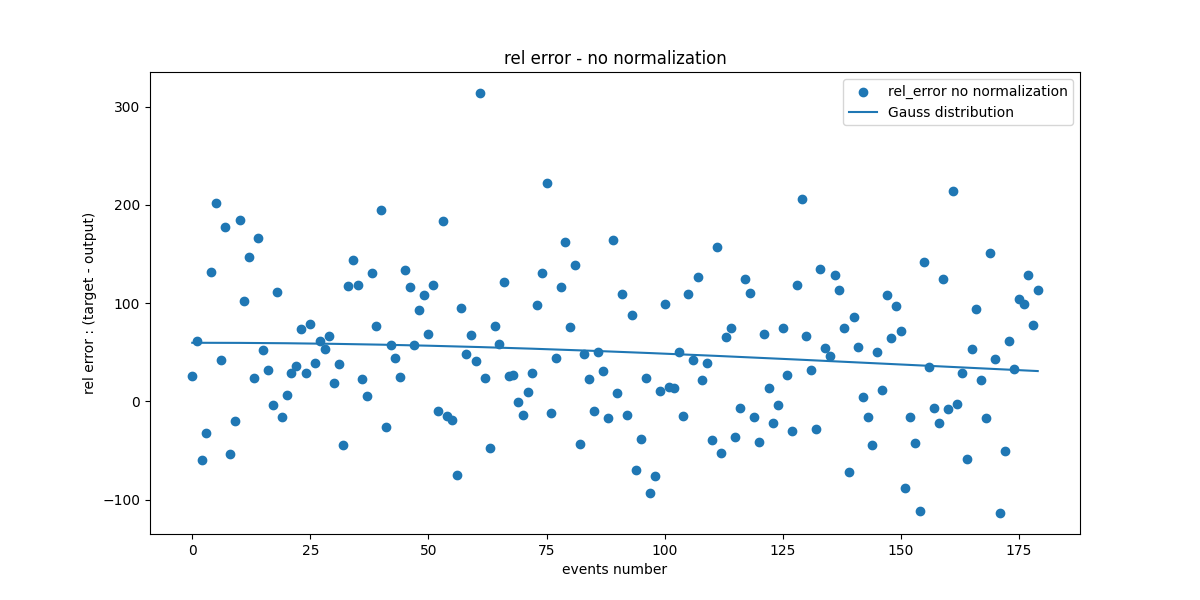 rel error - no normalization
rel_error no normalization
Gauss distribution
rel error : (target - output)
300
200
100
0
−100
0 25 50 75 100 125 150 175
events number